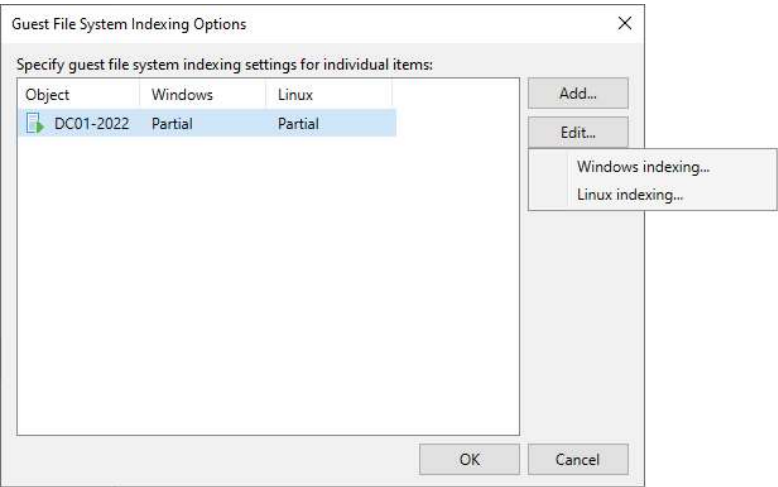 Guest File System Indexing Options
Specify guest file system indexing settings for individual items:
Object Windows Linux
DC01-2022 Partial Partial
Add...
Edit...
Windows indexing...
Linux indexing...
OK Cancel